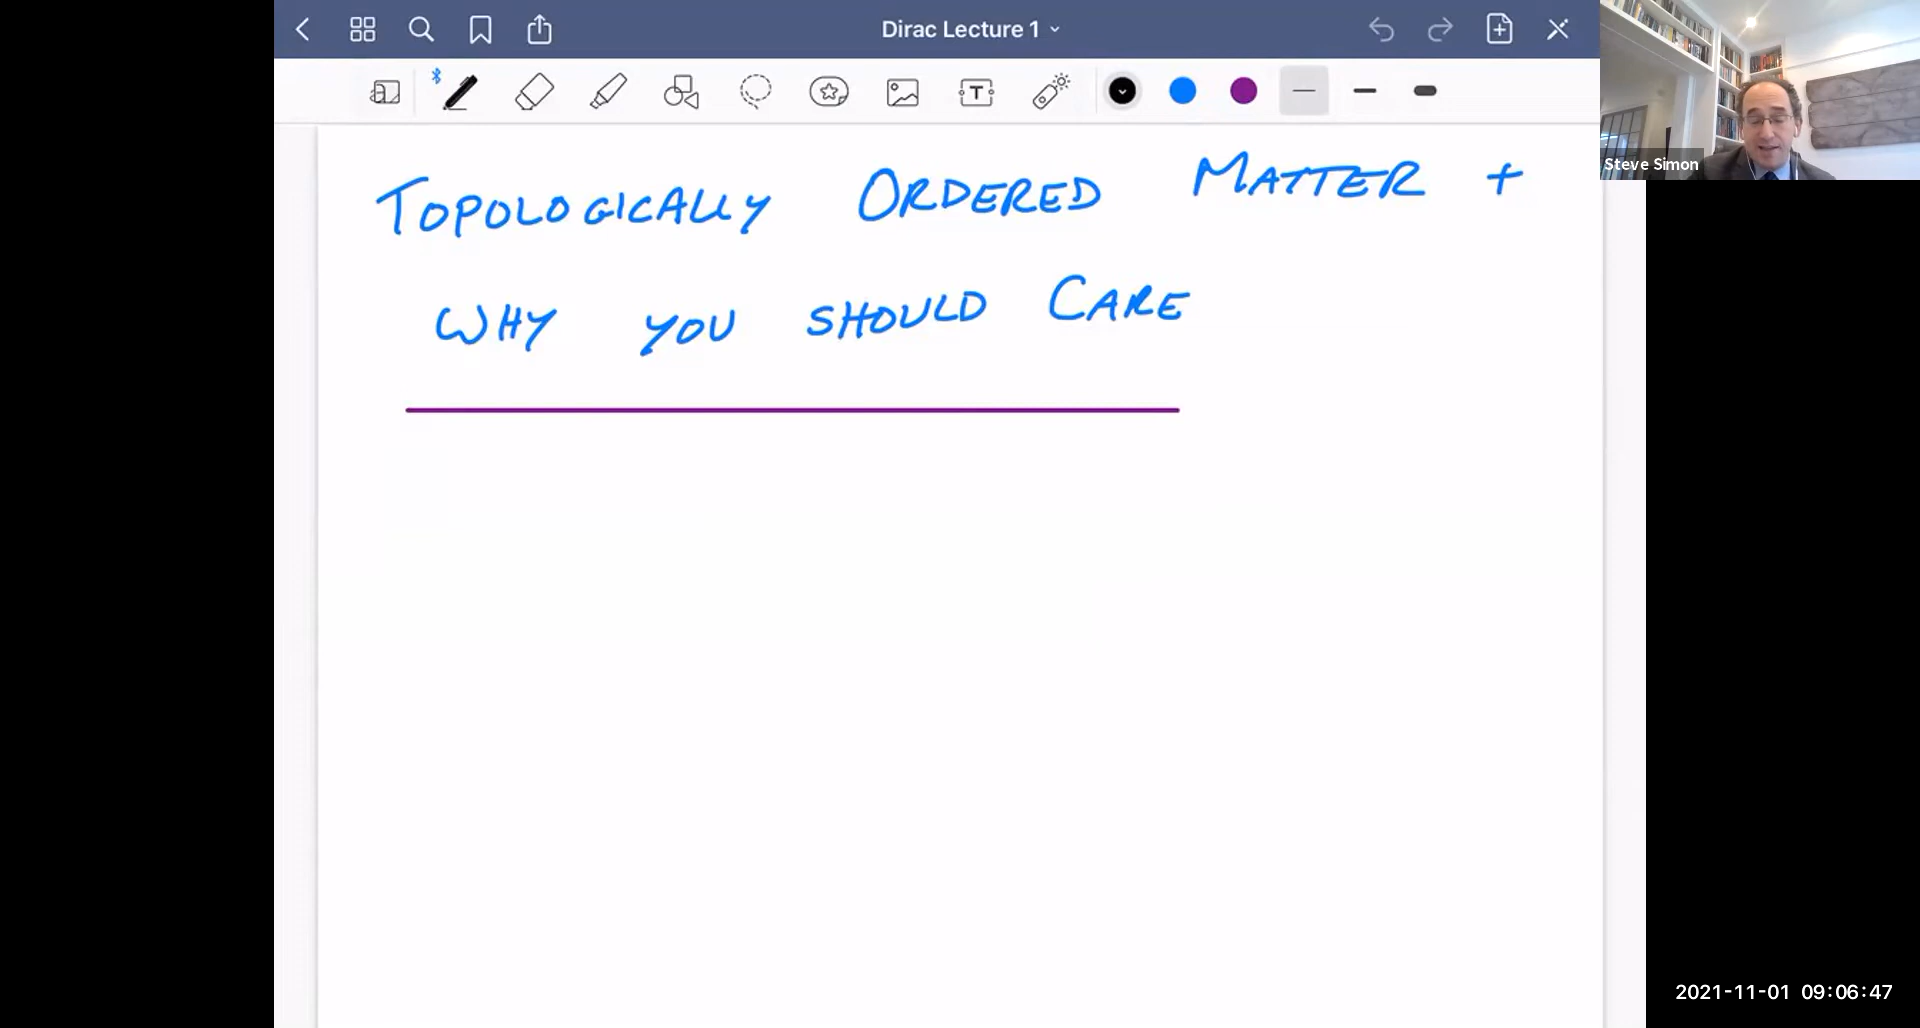 Dirac Lecture 1
T
Steve Simon
TOPOLOGICALLY ORDERED MATTER +
WHY YOU SHOULD CARE
2021-11-01 09:06:47